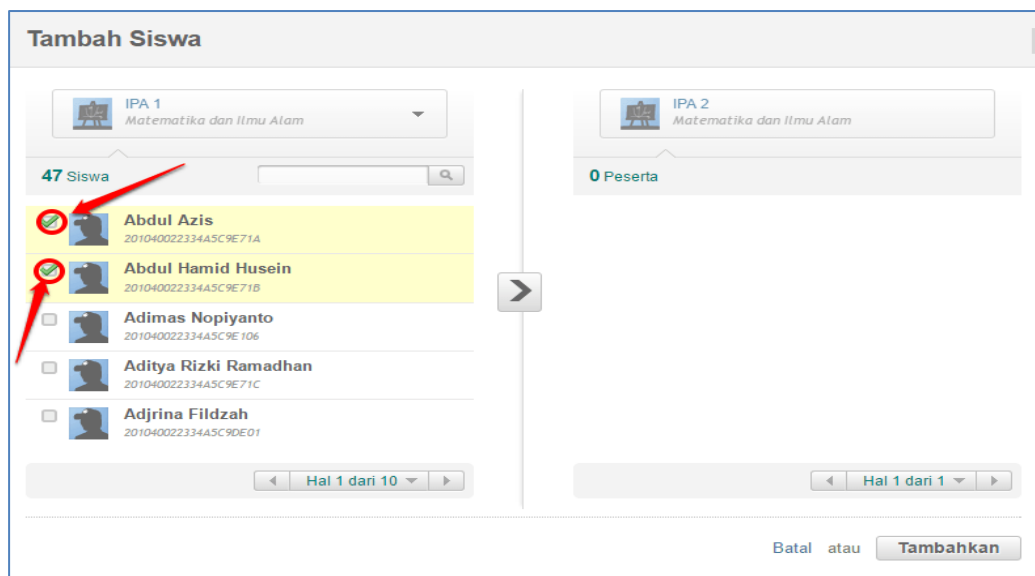 Tambah Siswa
IPA 1
Matematika dan Ilmu Alam
47 Siswa
Abdul Azis
201040022334A5C9E71A
Abdul Hamid Husein
201040022334A5C9E71B
Adimas Nopiyanto
201040022334A5C9E106
Aditya Rizki Ramadhan
201040022334A5C9E71C
Adjrina Fildzah
201040022334A5C9DE01
Hal 1 dari 10
IPA 2
Matematika dan Ilmu Alam
0 Peserta
Hal 1 dari 1
Batal atau Tambahkan